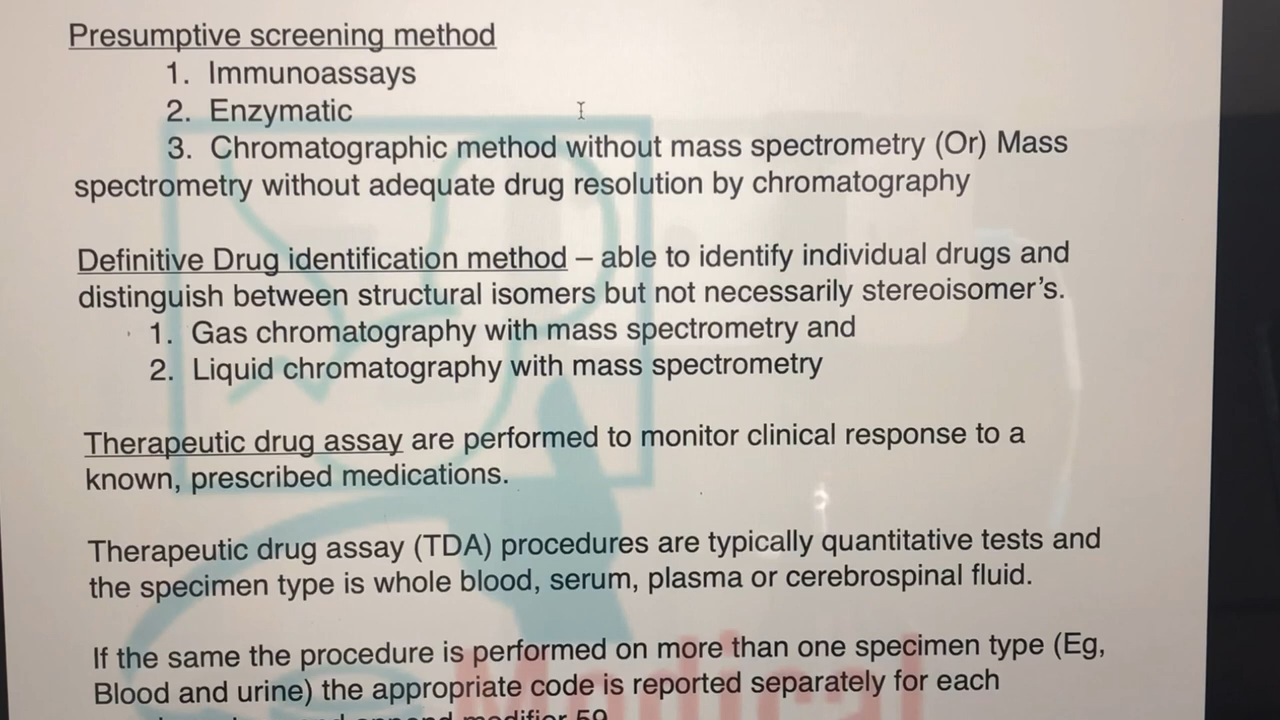 Presumptive screening method
1. Immunoassays
2. Enzymatic
3. Chromatographic method without mass spectrometry (Or) Mass
spectrometry without adequate drug resolution by chromatography
Definitive Drug identification method – able to identify individual drugs and
distinguish between structural isomers but not necessarily stereoisomer’s.
1. Gas chromatography with mass spectrometry and
2. Liquid chromatography with mass spectrometry
Therapeutic drug assay are performed to monitor clinical response to a
known, prescribed medications.
Therapeutic drug assay (TDA) procedures are typically quantitative tests and
the specimen type is whole blood, serum, plasma or cerebrospinal fluid.
If the same the procedure is performed on more than one specimen type (Eg,
Blood and urine) the appropriate code is reported separately for each
modifier 59
Medical